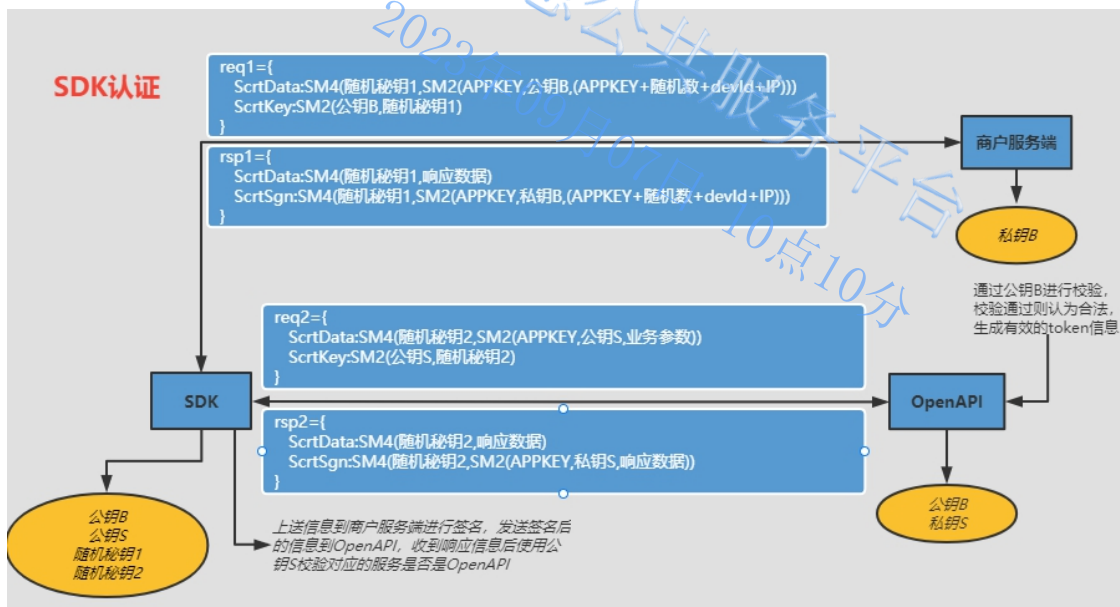 SDK认证
req1={
ScrtData:SM4(随机秘钥1,SM2(APPKEY,公钥B,(APPKEY+随机数+devId+IP)))
ScrtKey:SM2(公钥B,随机秘钥1)
}
rsp1={
ScrtData:SM4(随机秘钥1,响应数据)
ScrtSgn:SM4(随机秘钥1,SM2(APPKEY,私钥B,(APPKEY+随机数+devId+IP)))
}
商户服务端
私钥B
通过公钥B进行校验，
校验通过则认为合法，
生成有效的token信息
req2={
ScrtData:SM4(随机秘钥2,SM2(APPKEY,公钥S,业务参数))
ScrtKey:SM2(公钥S,随机秘钥2)
}
SDK
OpenAPI
rsp2={
ScrtData:SM4(随机秘钥2,响应数据)
ScrtSgn:SM4(随机秘钥2,SM2(APPKEY,私钥S,响应数据))
}
公钥B
公钥S
随机秘钥1
随机秘钥2
上送信息到商户服务端进行签名，发送签名后
的信息到OpenAPI，收到响应信息后使用公
钥S校验对应的服务是否是OpenAPI
公钥B
私钥S
公共服务平台
10点10分